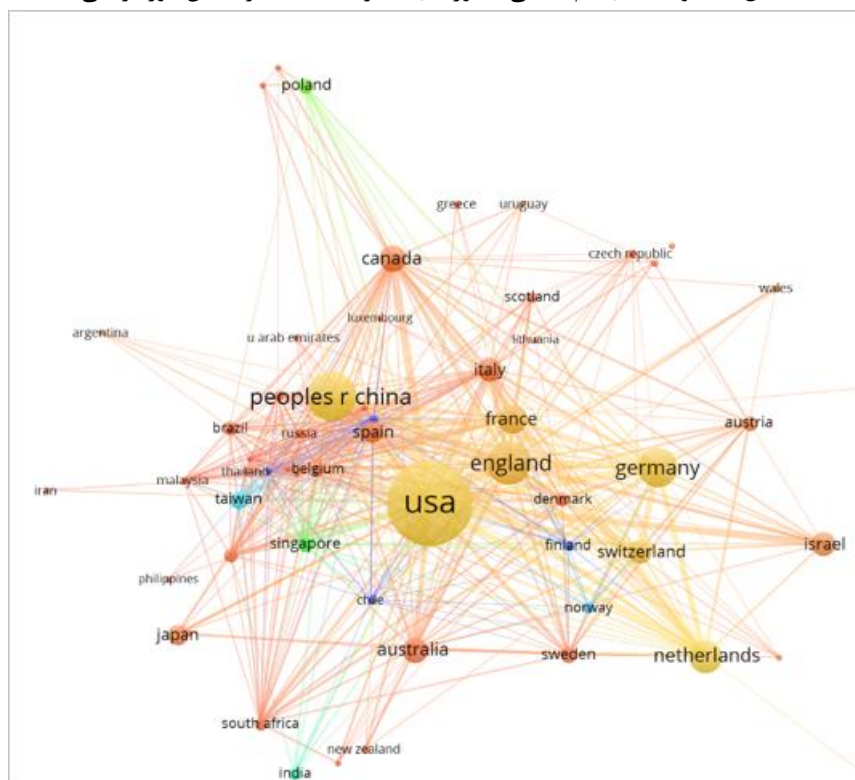 poland
greece
uruguay
canada
czech republic
wales
scotland
luxembourg
argentina
u arab emirates
lithuania
italy
peoples r china
france
brazil
russia
spain
austria
thailand
belgium
england
germany
malaysia
iran
taiwan
usa
denmark
singapore
finland
switzerland
israel
philippines
chile
norway
japan
australia
sweden
netherlands
south africa
new zealand
india